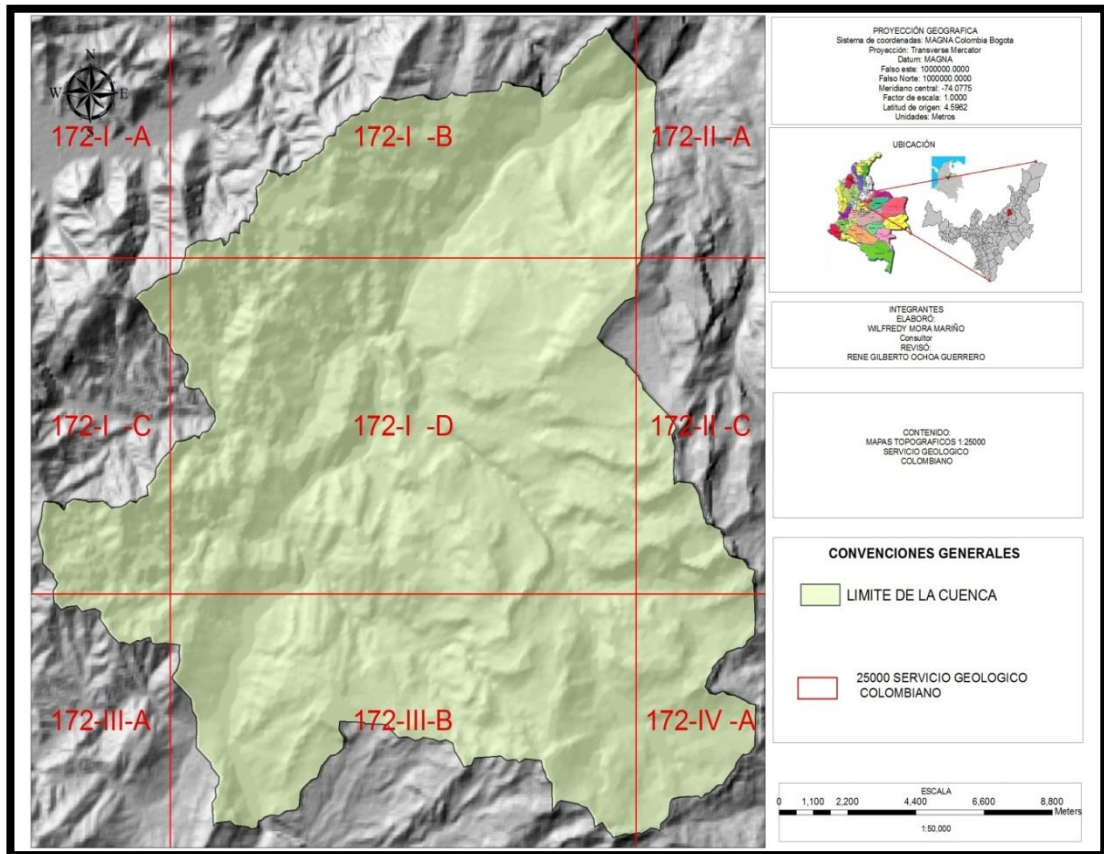 N
W E
S
172-I -A
172-I -B
172-II -A
172-I -C
172-I -D
172-II -C
172-III-A
172-III-B
172-IV -A
PROYECCIÓN GEOGRAFICA
Sistema de coordenadas: MAGNA Colombia Bogota
Proyección: Transverse Mercator
Datum: MAGNA
Falso este: 1000000.0000
Falso Norte: 1000000.0000
Meridiano central: -74.0775
Factor de escala: 1.0000
Latitud de origen: 4.5962
Unidades: Metros
UBICACIÓN
INTEGRANTES
ELABORÓ:
WILFREDY MORA MARIÑO
Consultor
REVISÓ:
RENE GILBERTO OCHOA GUERRERO
CONTENIDO:
MAPAS TOPOGRAFICOS 1:25000
SERVICIO GEOLOGICO
COLOMBIANO
CONVENCIONES GENERALES
LIMITE DE LA CUENCA
25000 SERVICIO GEOLOGICO
COLOMBIANO
ESCALA
0 1,100 2,200 4,400 6,600 8,800
Meters
1:50,000